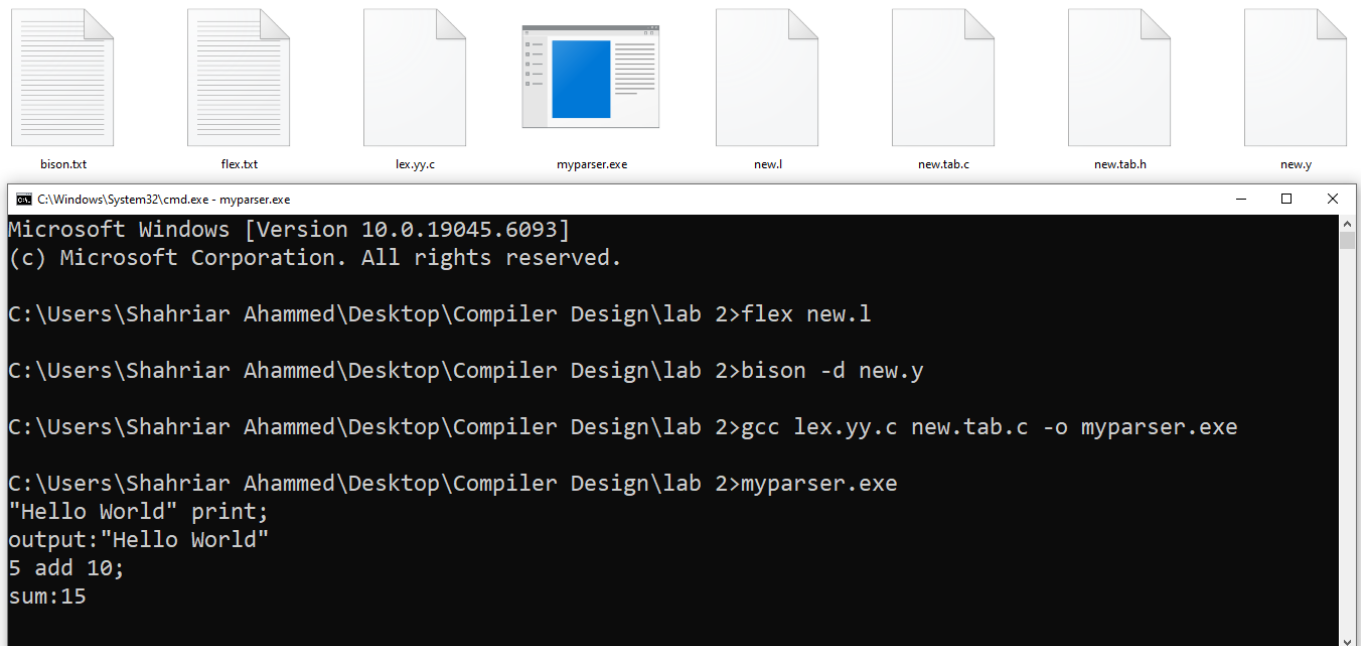 bison.txt flex.txt lex.yy.c myparser.exe new.l new.tab.c new.tab.h new.y
C:\Windows\System32\cmd.exe - myparser.exe
Microsoft Windows [Version 10.0.19045.6093]
(c) Microsoft Corporation. All rights reserved.
C:\Users\Shahriar Ahammed\Desktop\Compiler Design\lab 2>flex new.l
C:\Users\Shahriar Ahammed\Desktop\Compiler Design\lab 2>bison -d new.y
C:\Users\Shahriar Ahammed\Desktop\Compiler Design\lab 2>gcc lex.yy.c new.tab.c -o myparser.exe
C:\Users\Shahriar Ahammed\Desktop\Compiler Design\lab 2>myparser.exe
"Hello World" print;
output:"Hello World"
5 add 10;
sum:15